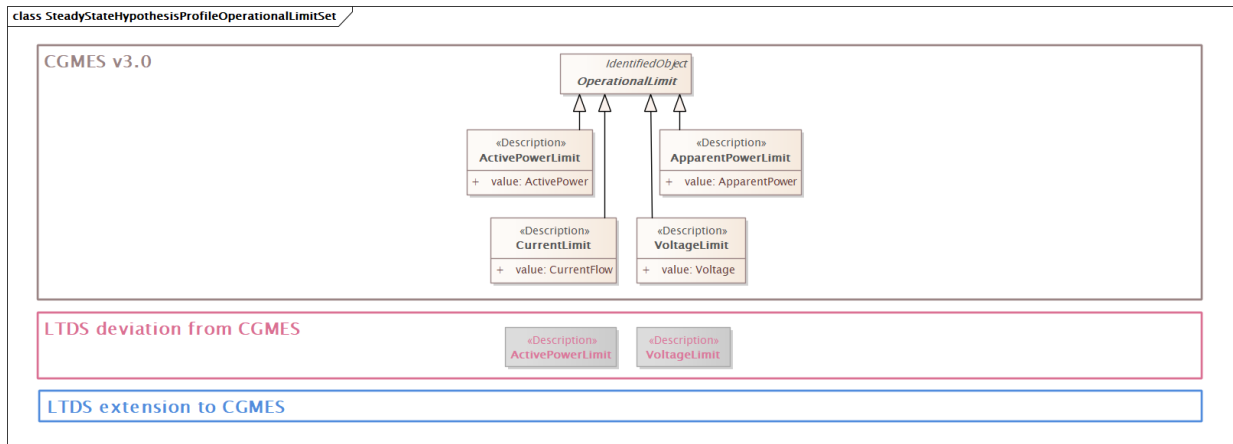 class SteadyStateHypothesisProfileOperationalLimitSet
CGMES v3.0
IdentifiedObject
OperationalLimit
«Description»
ActivePowerLimit
+ value: ActivePower
«Description»
ApparentPowerLimit
+ value: ApparentPower
«Description»
CurrentLimit
+ value: CurrentFlow
«Description»
VoltageLimit
+ value: Voltage
LTDS deviation from CGMES
«Description»
ActivePowerLimit
«Description»
VoltageLimit
LTDS extension to CGMES